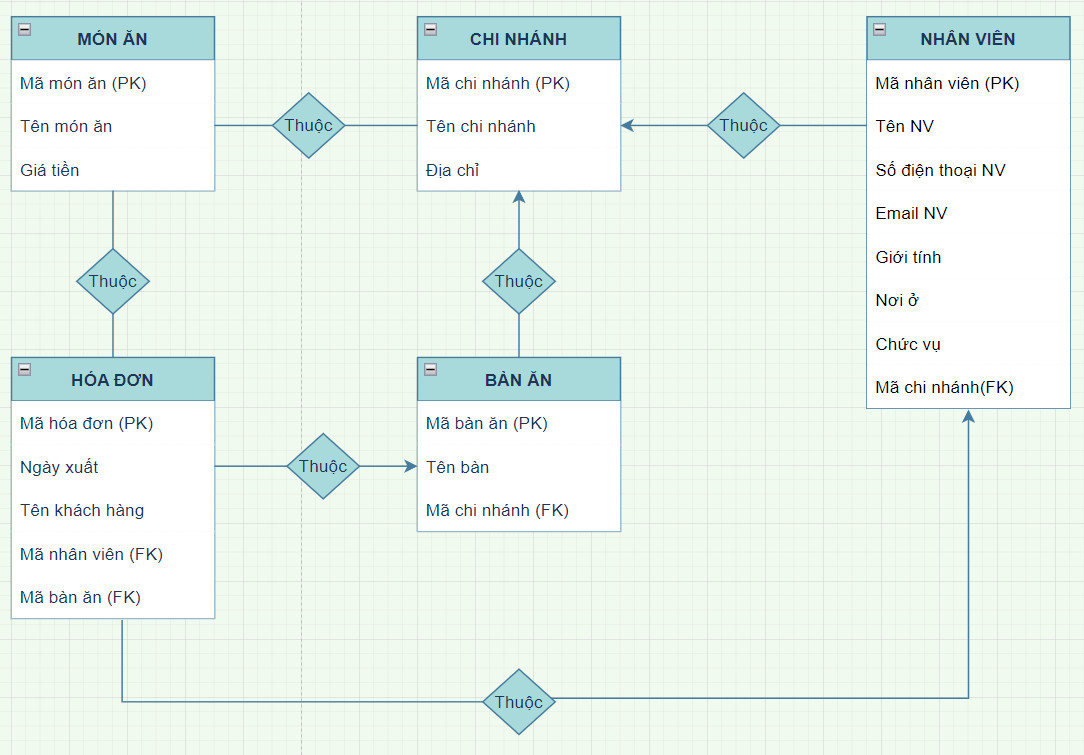 MÓN ĂN
Mã món ăn (PK)
Tên món ăn
Giá tiền
Thuộc
CHI NHÁNH
Mã chi nhánh (PK)
Tên chi nhánh
Địa chỉ
Thuộc
NHÂN VIÊN
Mã nhân viên (PK)
Tên NV
Số điện thoại NV
Email NV
Giới tính
Nơi ở
Chức vụ
Mã chi nhánh(FK)
Thuộc
Thuộc
HÓA ĐƠN
Mã hóa đơn (PK)
Ngày xuất
Tên khách hàng
Mã nhân viên (FK)
Mã bàn ăn (FK)
Thuộc
BÀN ĂN
Mã bàn ăn (PK)
Tên bàn
Mã chi nhánh (FK)
Thuộc